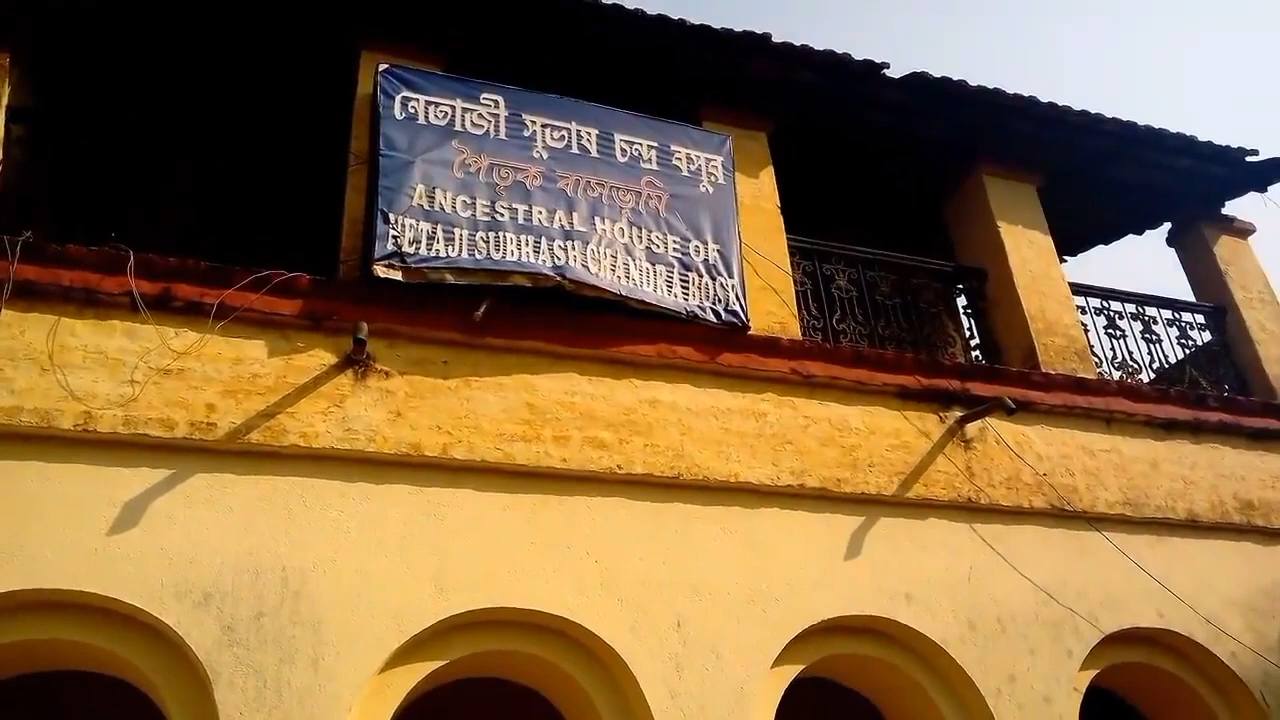 নেতাজী সুভাষ চন্দ্র বসুর
পৈতৃক বাসভূমি
ANCESTRAL HOUSE OF
NETAJI SUBHASH CHANDRA BOSE